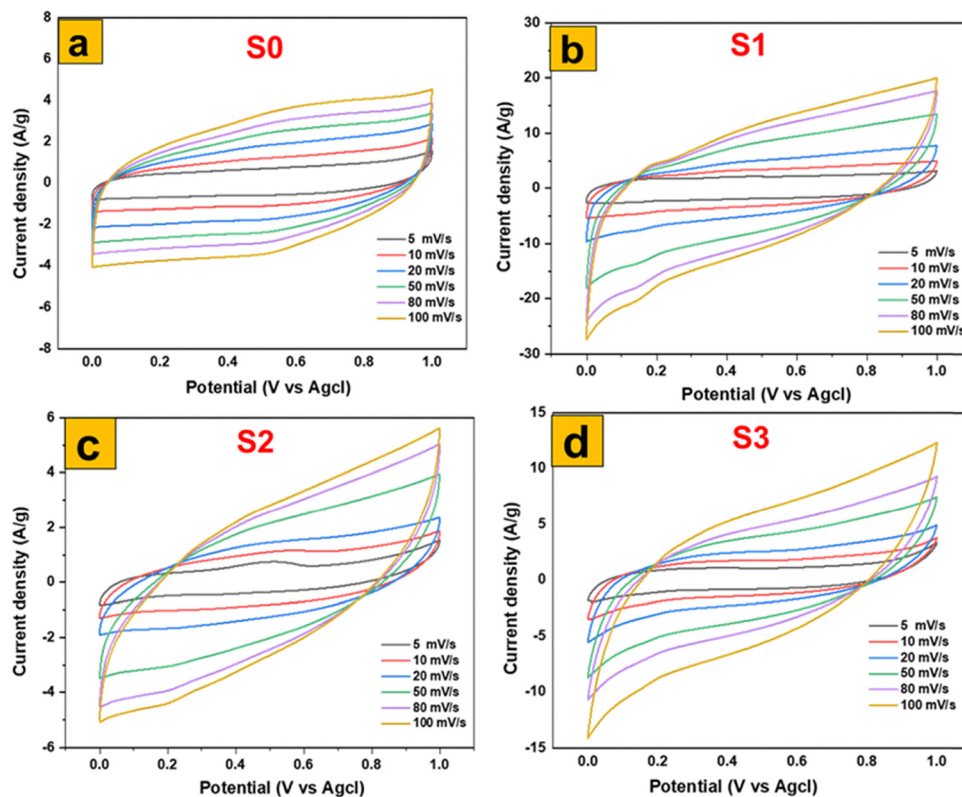 a
S0
8
6
4
2
0
-2
-4
-6
-8
Current density (A/g)
5 mV/s
10 mV/s
20 mV/s
50 mV/s
80 mV/s
100 mV/s
0.0 0.2 0.4 0.6 0.8 1.0
Potential (V vs Agcl)
b
S1
30
20
10
0
-10
-20
-30
Current density (A/g)
5 mV/s
10 mV/s
20 mV/s
50 mV/s
80 mV/s
100 mV/s
0.0 0.2 0.4 0.6 0.8 1.0
Potential (V vs Agcl)
c
S2
6
4
2
0
-2
-4
-6
Current density (A/g)
5 mV/s
10 mV/s
20 mV/s
50 mV/s
80 mV/s
100 mV/s
0.0 0.2 0.4 0.6 0.8 1.0
Potential (V vs Agcl)
d
S3
15
10
5
0
-5
-10
-15
Current density (A/g)
5 mV/s
10 mV/s
20 mV/s
50 mV/s
80 mV/s
100 mV/s
0.0 0.2 0.4 0.6 0.8 1.0
Potential (V vs Agcl)